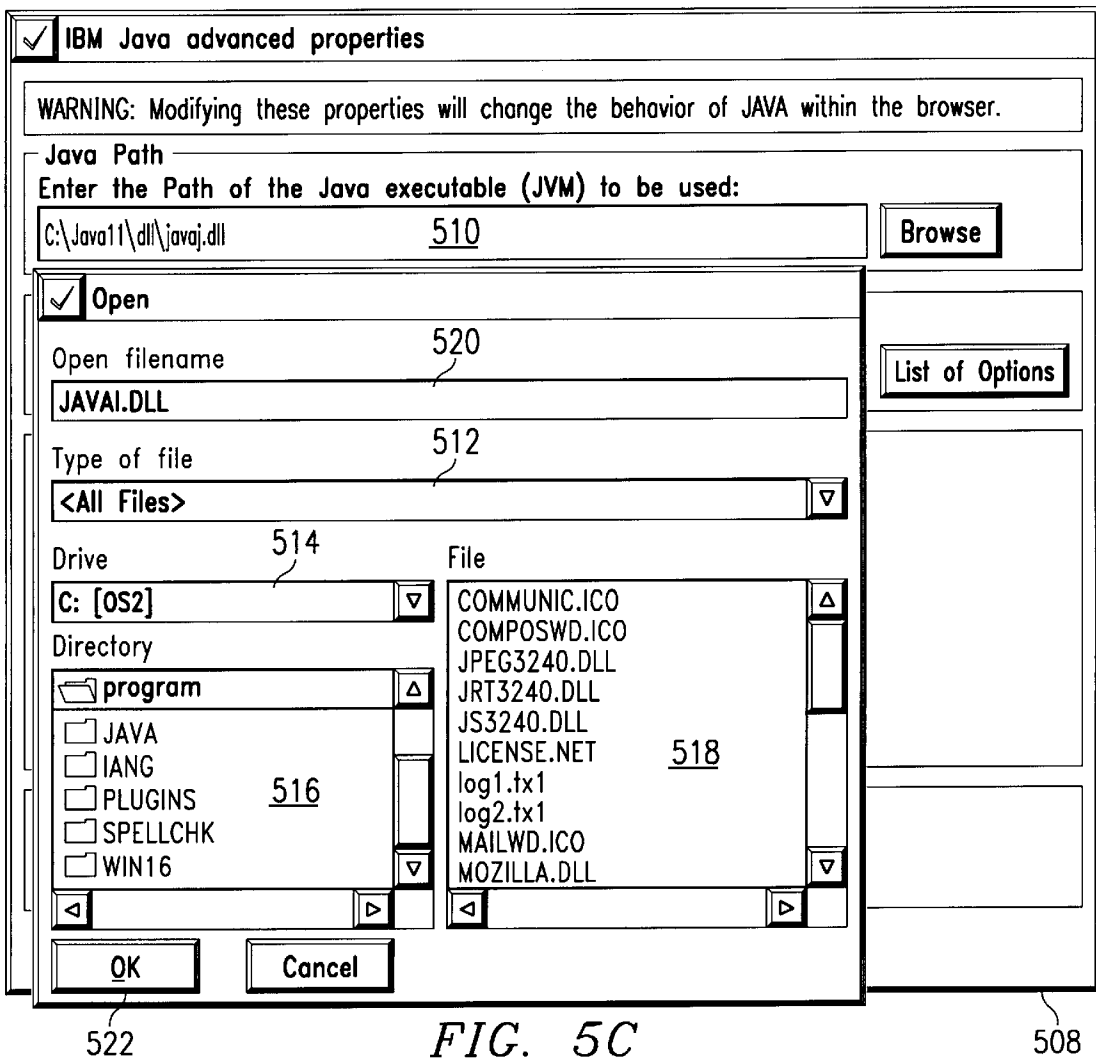 IBM Java advanced properties
WARNING: Modifying these properties will change the behavior of JAVA within the browser.
Java Path
Enter the Path of the Java executable (JVM) to be used:
C:\Java11\dll\javaj.dll
510
Browse
Open
Open filename
520
JAVAI.DLL
List of Options
Type of file
512
<All Files>
Drive
514
C: [OS2]
Directory
program
JAVA
IANG
PLUGINS
SPELLCHK
WIN16
516
File
COMMUNIC.ICO
COMPOSWD.ICO
JPEG3240.DLL
JRT3240.DLL
JS3240.DLL
LICENSE.NET
log1.tx1
log2.tx1
MAILWD.ICO
MOZILLA.DLL
518
OK
Cancel
522
FIG. 5C
508